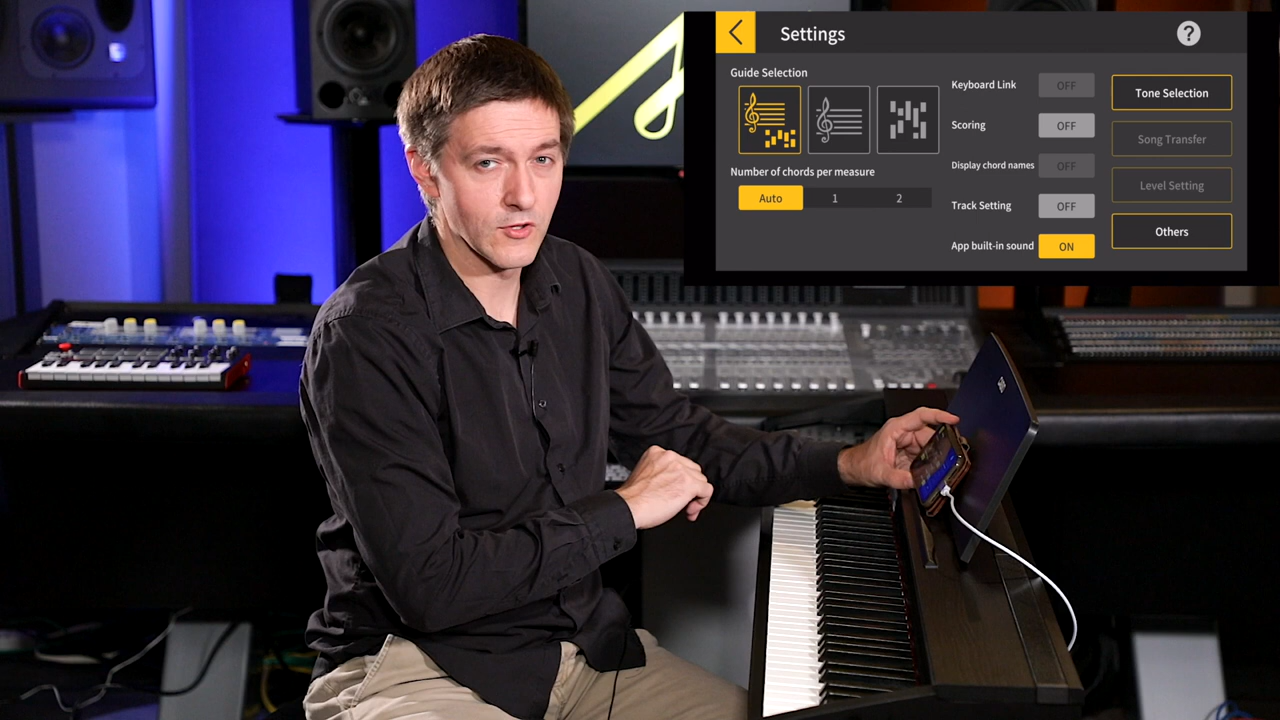 Settings
?
Guide Selection
Number of chords per measure
Auto 1 2
Keyboard Link OFF
Scoring OFF
Display chord names OFF
Track Setting OFF
App built-in sound ON
Tone Selection
Song Transfer
Level Setting
Others